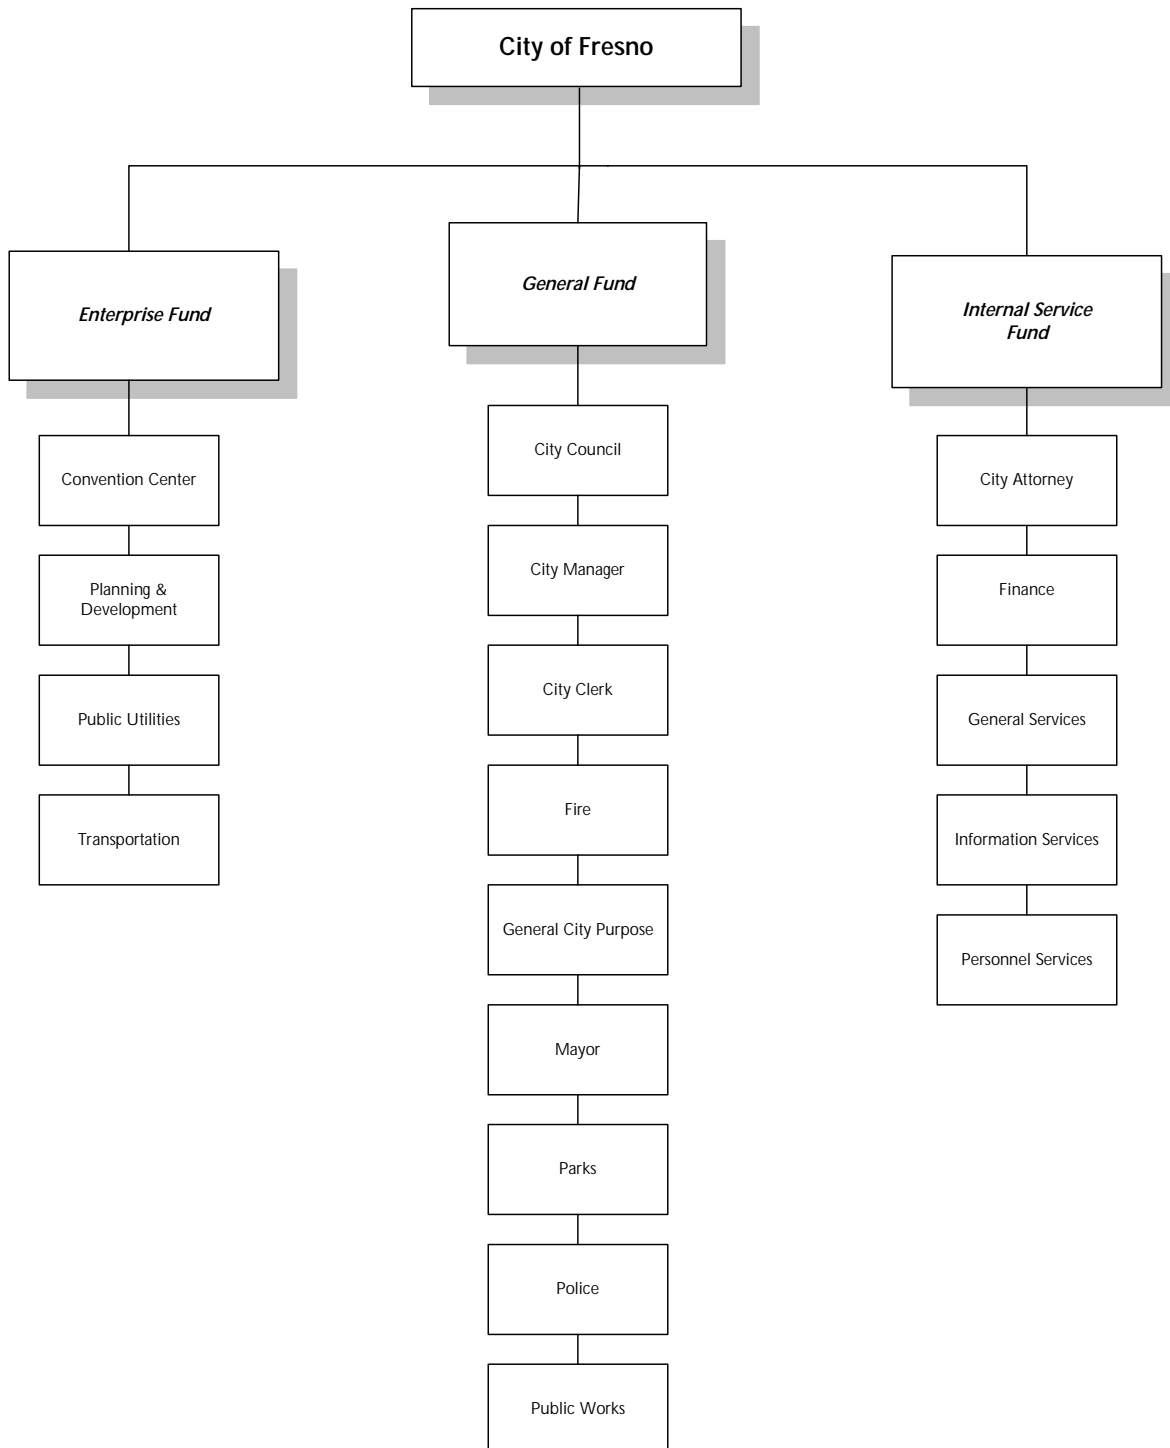 City of Fresno
Enterprise Fund
Convention Center
Planning &
Development
Public Utilities
Transportation
General Fund
City Council
City Manager
City Clerk
Fire
General City Purpose
Mayor
Parks
Police
Public Works
Internal Service
Fund
City Attorney
Finance
General Services
Information Services
Personnel Services